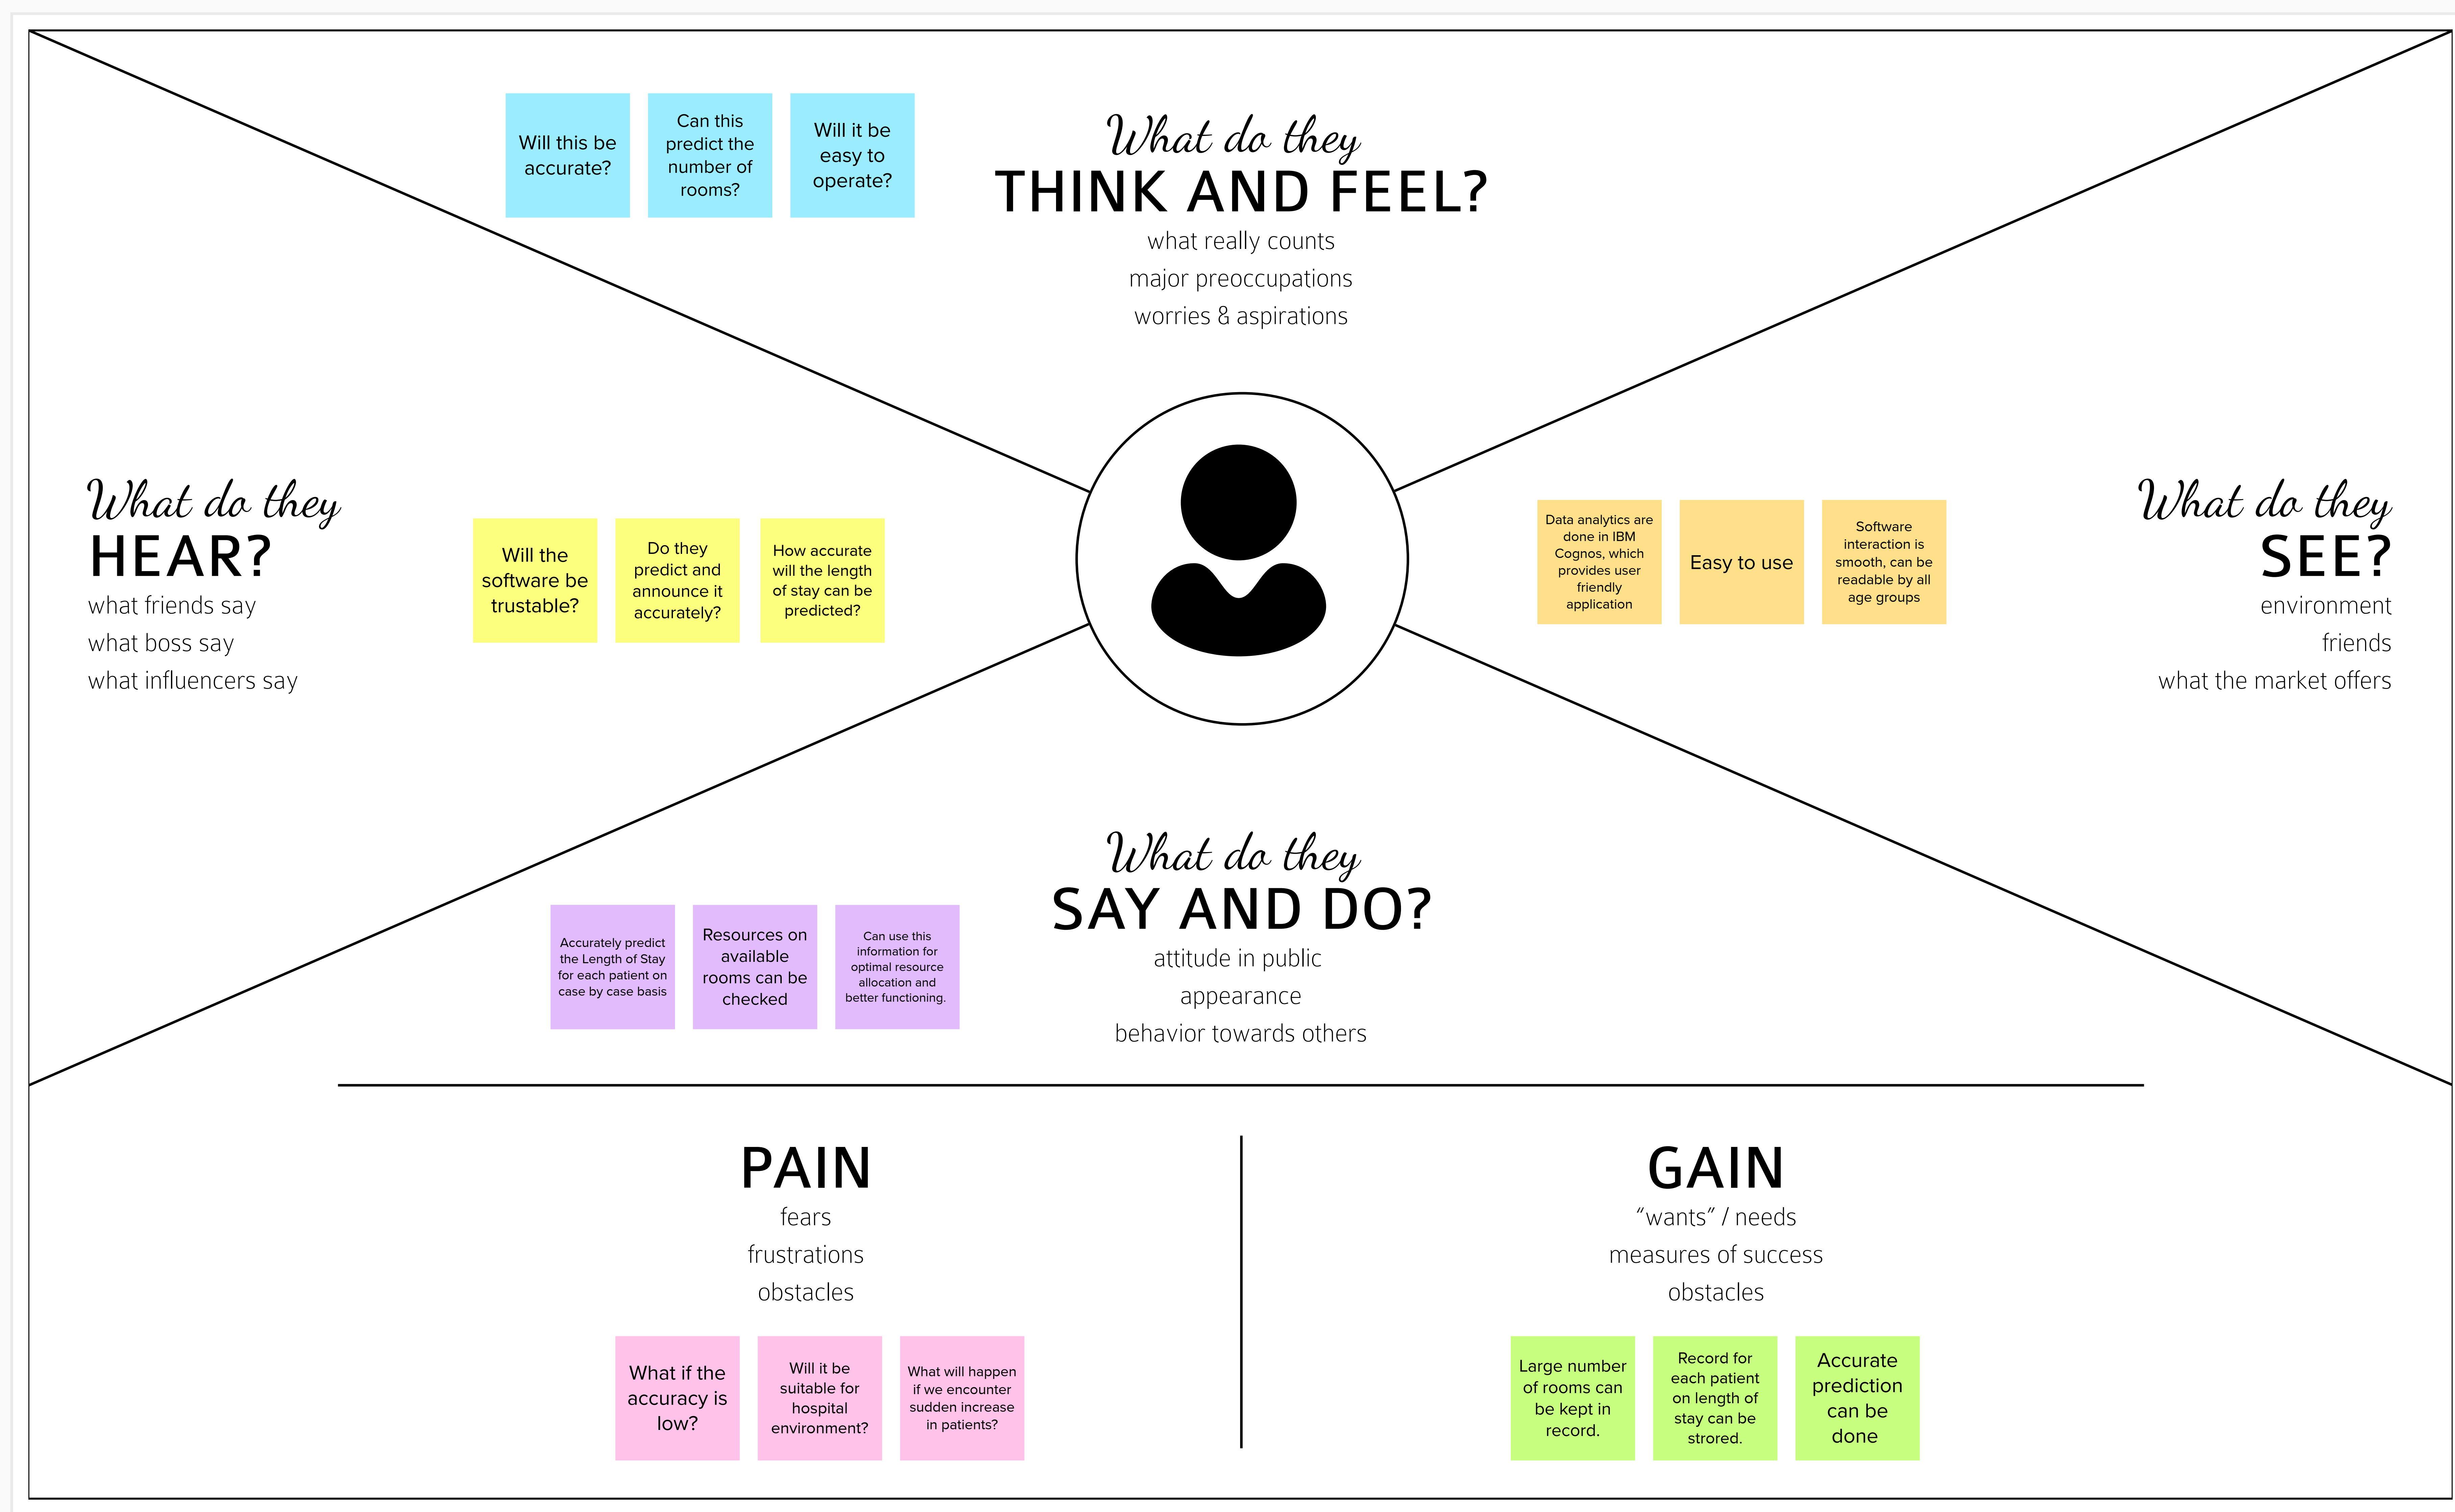 Will this be
accurate?
Can this
predict the
number of
rooms?
Will it be
easy to
operate?
What do they
THINK AND FEEL?
what really counts
major preoccupations
worries & aspirations
What do they
HEAR?
what friends say
what boss say
what influencers say
Will the
software be
trustable?
Do they
predict and
announce it
accurately?
How accurate
will the length
of stay can be
predicted?
Data analytics are
done in IBM
Cognos, which
provides user
friendly
application
Easy to use
Software
interaction is
smooth, can be
readable by all
age groups
What do they
SEE?
environment
friends
what the market offers
What do they
SAY AND DO?
attitude in public
appearance
behavior towards others
Accurately predict
the Length of Stay
for each patient on
case by case basis
Resources on
available
rooms can be
checked
Can use this
information for
optimal resource
allocation and
better functioning.
PAIN
fears
frustrations
obstacles
What if the
accuracy is
low?
Will it be
suitable for
hospital
environment?
What will happen
if we encounter
sudden increase
in patients?
GAIN
“wants” / needs
measures of success
obstacles
Large number
of rooms can
be kept in
record.
Record for
each patient
on length of
stay can be
strored.
Accurate
prediction
can be
done